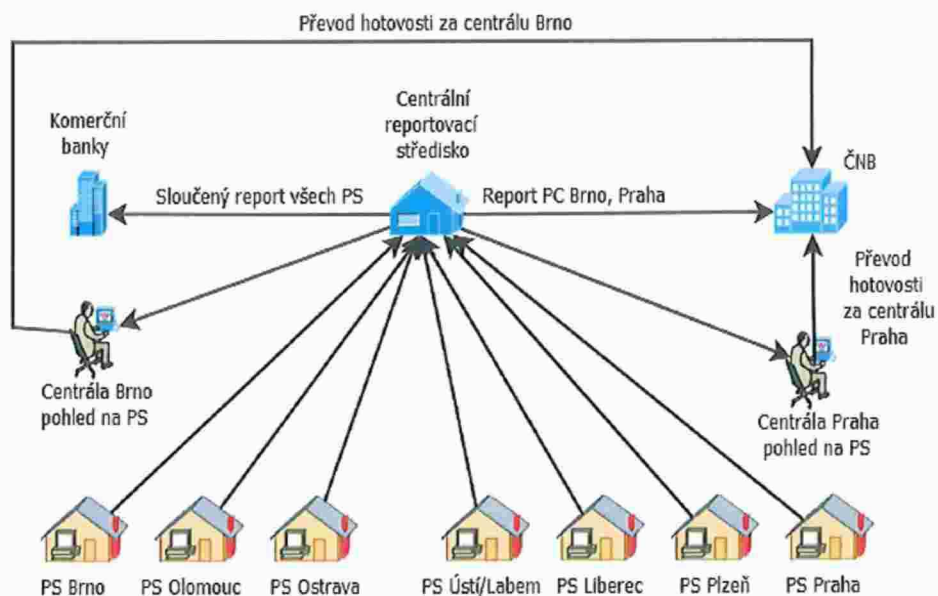 Převod hotovosti za centrálu Brno
Komerční
banky
Centrální
reportovací
středisko
ČNB
Sloučený report všech PS
Report PC Brno, Praha
Převod
hotovosti
za centrálu
Praha
Centrála Brno
pohled na PS
Centrála Praha
pohled na PS
PS Brno
PS Olomouc
PS Ostrava
PS Ústí/Labem
PS Liberec
PS Plzeň
PS Praha